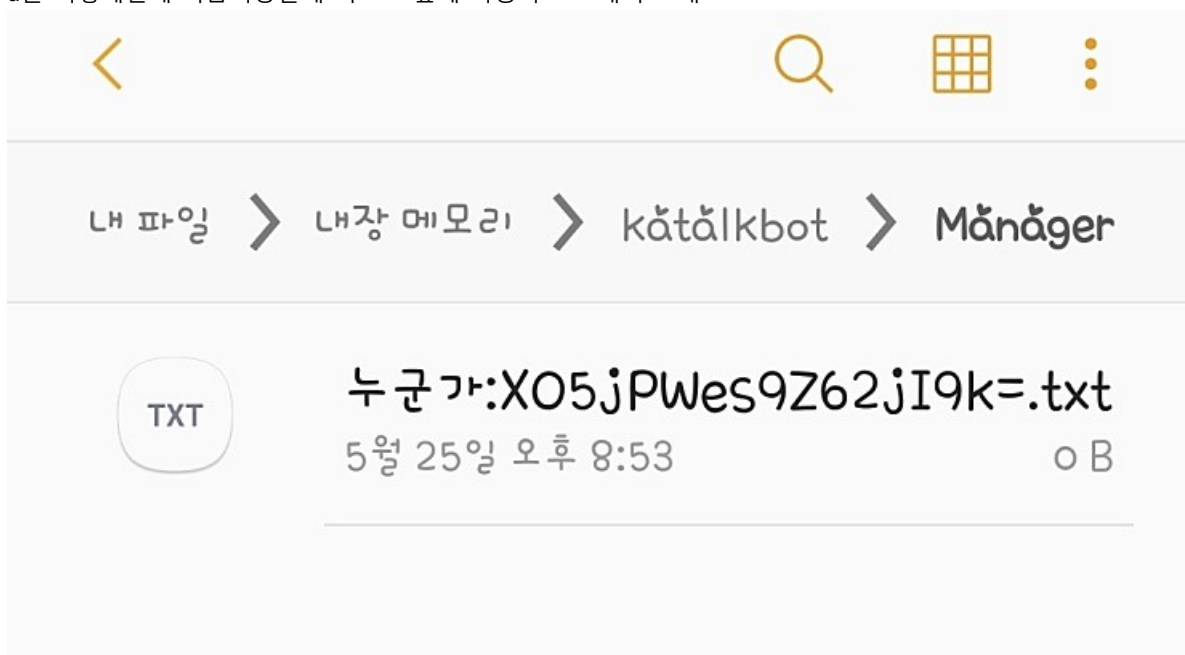 내 파일 > 내장 메모리 > katalkbot > Manager
TXT
누군가:XO5jPWes9Z62jI9k=.txt
5월 25일 오후 8:53
0 B